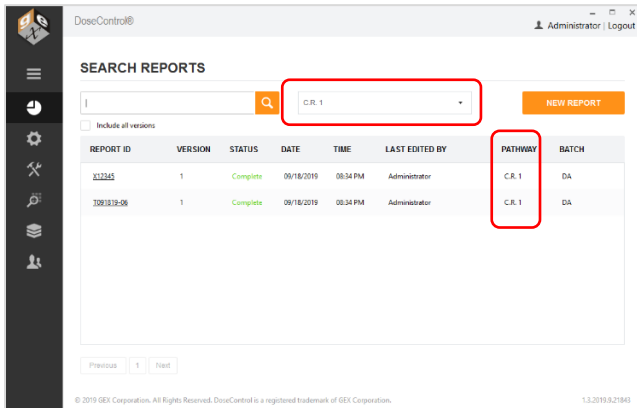 gex
DoseControl®
Administrator | Logout
SEARCH REPORTS
C.R. 1
NEW REPORT
Include all versions
REPORT ID VERSION STATUS DATE TIME LAST EDITED BY PATHWAY BATCH
X12345 1 Complete 09/18/2019 08:34 PM Administrator C.R. 1 DA
T091819-06 1 Complete 09/18/2019 08:34 PM Administrator C.R. 1 DA
Previous 1 Next
© 2019 GEX Corporation. All Rights Reserved. DoseControl is a registered trademark of GEX Corporation. 1.3.2019.9.21843